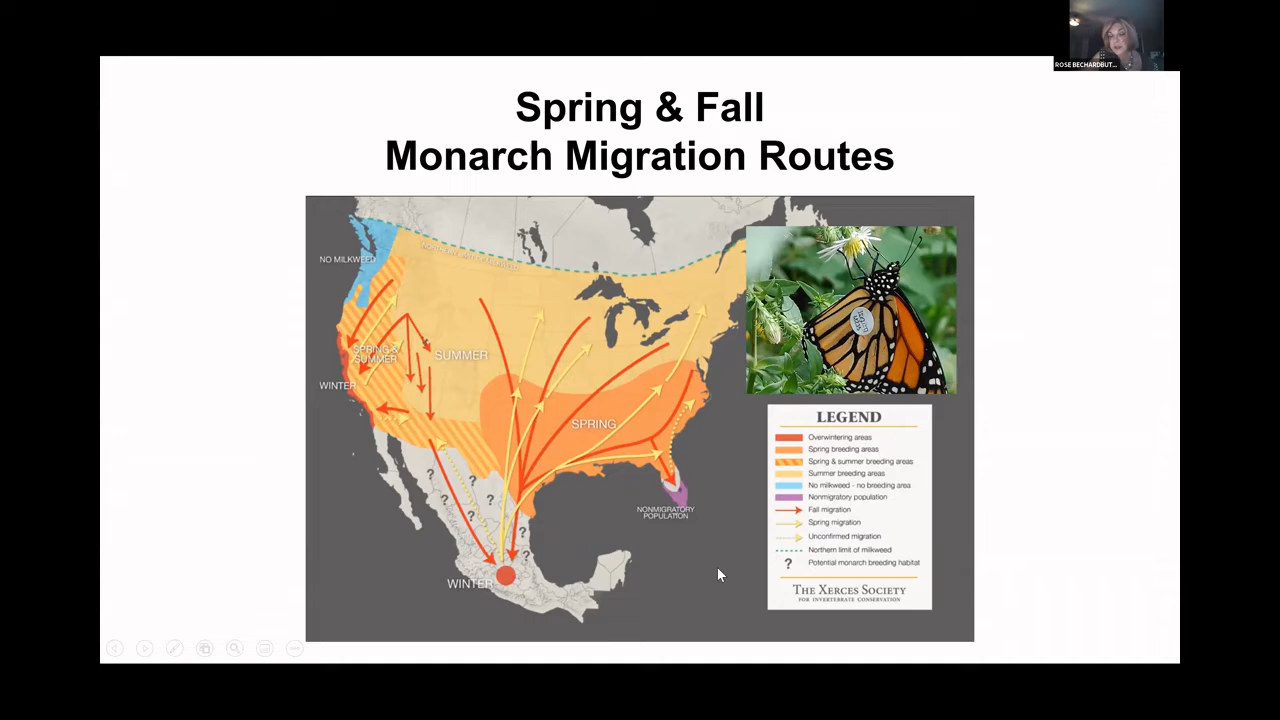 ROSE BECHARDBUT...
Spring & Fall
Monarch Migration Routes
NO MILKWEED
SPRING &
SUMMER
SUMMER
WINTER
SPRING
NONMIGRATORY
POPULATION
WINTER
?
?
?
?
?
?
?
LEGEND
Overwintering areas
Spring breeding areas
Spring & summer breeding areas
Summer breeding areas
No milkweed - no breeding area
Nonmigratory population
Fall migration
Spring migration
Unconfirmed migration
Northern limit of milkweed
? Potential monarch breeding habitat
THE XERCES SOCIETY
FOR INVERTEBRATE CONSERVATION